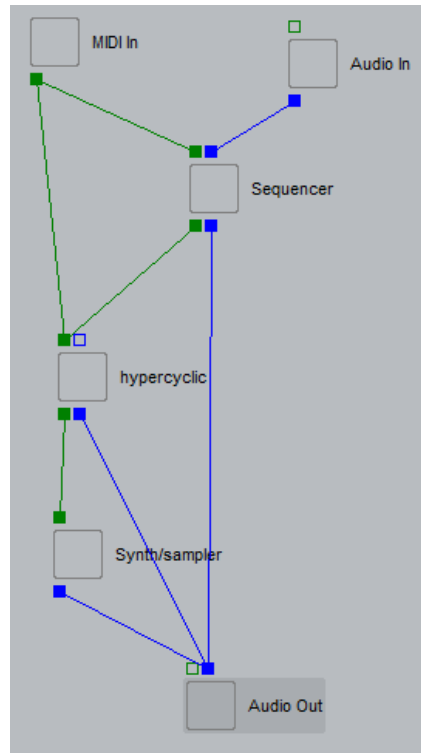 MIDI In
Audio In
Sequencer
hypercyclic
Synth/sampler
Audio Out